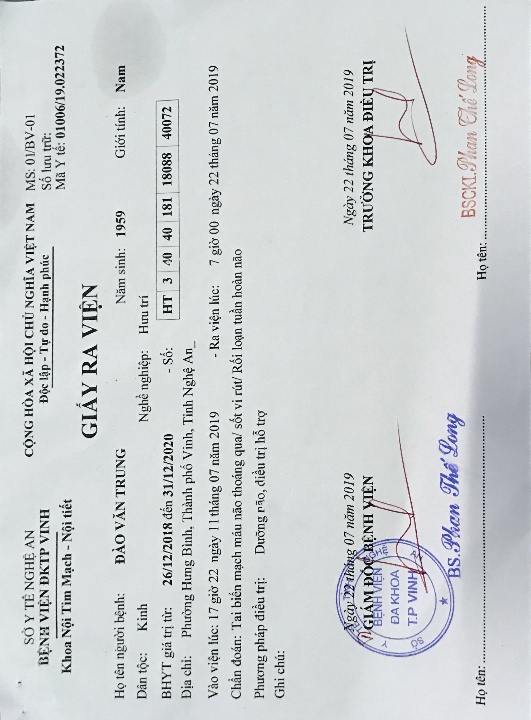 SỞ Y TẾ NGHỆ AN
BỆNH VIỆN ĐKTP VINH
Khoa Nội Tim Mạch - Nội tiết
CỘNG HÒA XÃ HỘI CHỦ NGHĨA VIỆT NAM
Độc lập - Tự do - Hạnh phúc
MS: 01/BV-01
Số lưu trữ:
Mã Y tế: 01006/19.022372
GIẤY RA VIỆN
Họ tên người bệnh: ĐÀO VĂN TRUNG Năm sinh: 1959 Giới tính: Nam
Dân tộc: Kinh Nghề nghiệp: Hưu trí
BHYT giá trị từ: 26/12/2018 đến 31/12/2020 - Số: HT 3 40 40 181 18088 40072
Địa chỉ: Phường Hưng Bình, Thành phố Vinh, Tỉnh Nghệ An_
Vào viện lúc: 17 giờ 22 ngày 11 tháng 07 năm 2019 - Ra viện lúc: 7 giờ 00 ngày 22 tháng 07 năm 2019
Chẩn đoán: Tai biến mạch máu não thoáng qua/ sốt vi rút/ Rối loạn tuần hoàn não
Phương pháp điều trị: Dưỡng não, điều trị hỗ trợ
Ghi chú:
Ngày 22 tháng 07 năm 2019
GIÁM ĐỐC BỆNH VIỆN
SỞ Y TẾ TỈNH NGHỆ AN
BỆNH VIỆN
ĐA KHOA
T.P VINH
BS. Phan Thế Long
Họ tên:
Ngày 22 tháng 07 năm 2019
TRƯỞNG KHOA ĐIỀU TRỊ
BSCKI. Phan Thế Long
Họ tên: